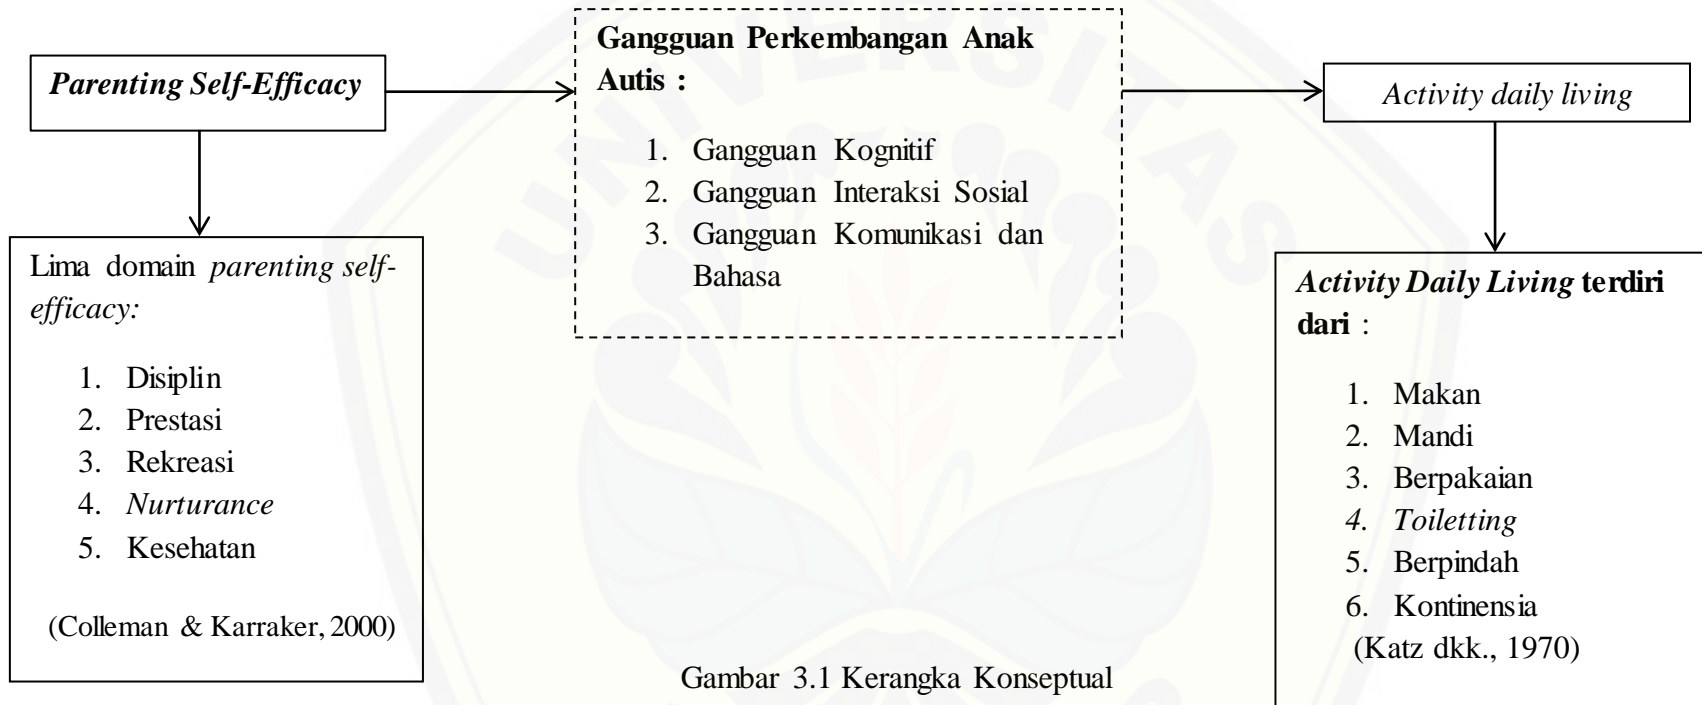 Parenting Self-Efficacy
Lima domain parenting self-
efficacy:
1. Disiplin
2. Prestasi
3. Rekreasi
4. Nurturance
5. Kesehatan
(Colleman & Karraker, 2000)
Gangguan Perkembangan Anak
Autis :
1. Gangguan Kognitif
2. Gangguan Interaksi Sosial
3. Gangguan Komunikasi dan
Bahasa
Activity daily living
Activity Daily Living terdiri
dari :
1. Makan
2. Mandi
3. Berpakaian
4. Toiletting
5. Berpindah
6. Kontinensia
(Katz dkk., 1970)
Gambar 3.1 Kerangka Konseptual
UNIVERSITAS